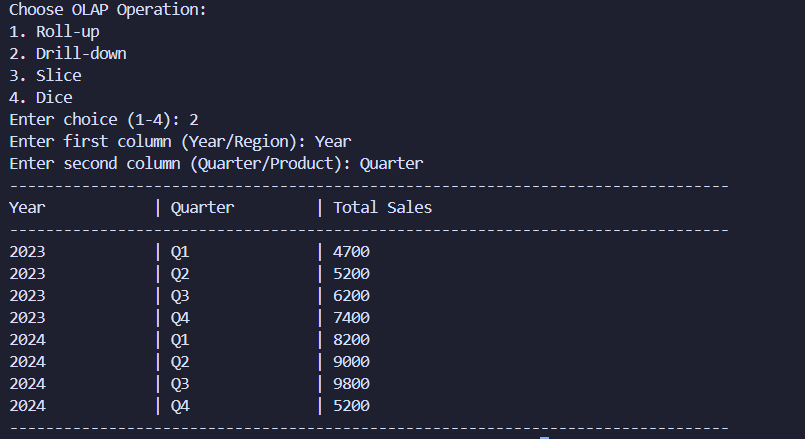 Choose OLAP Operation:
1. Roll-up
2. Drill-down
3. Slice
4. Dice
Enter choice (1-4): 2
Enter first column (Year/Region): Year
Enter second column (Quarter/Product): Quarter
--------------------------------------------------------------------------------
Year            | Quarter         | Total Sales
--------------------------------------------------------------------------------
2023            | Q1              | 4700
2023            | Q2              | 5200
2023            | Q3              | 6200
2023            | Q4              | 7400
2024            | Q1              | 8200
2024            | Q2              | 9000
2024            | Q3              | 9800
2024            | Q4              | 5200
--------------------------------------------------------------------------------